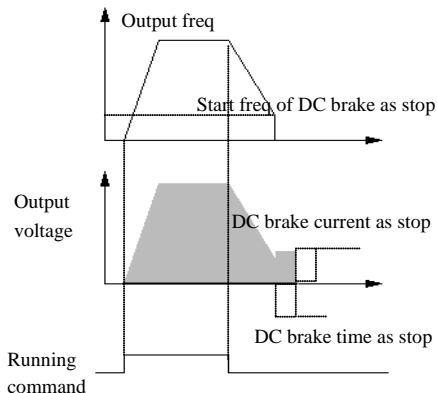 Output freq
Start freq of DC brake as stop
Output
voltage
DC brake current as stop
DC brake time as stop
Running
command